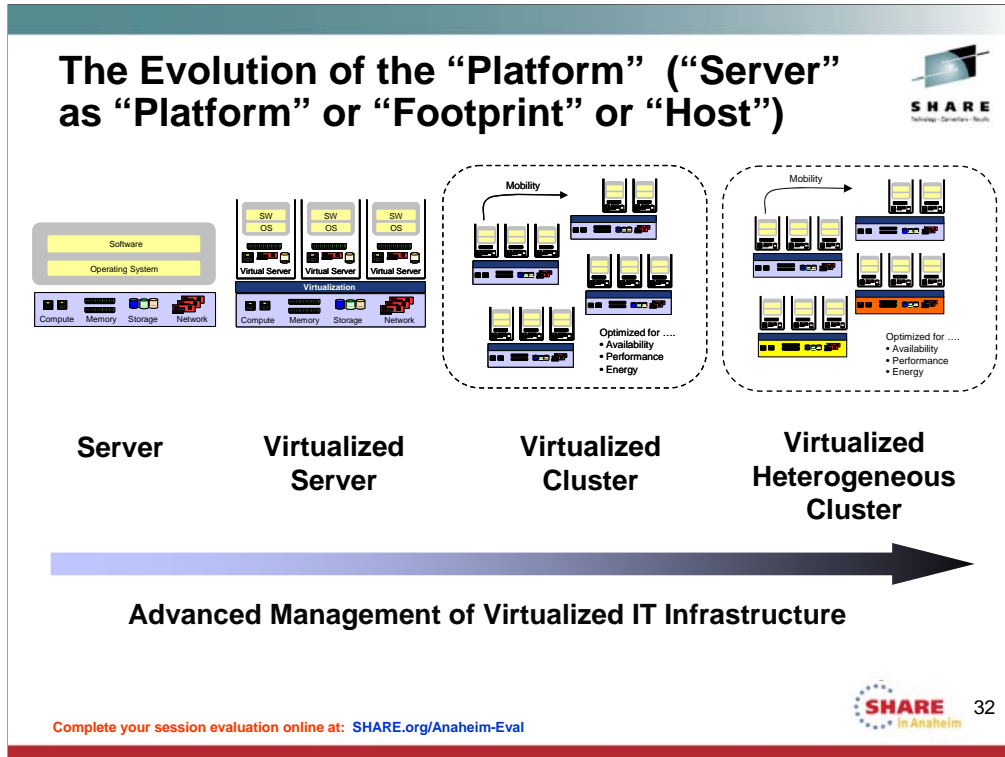 The Evolution of the “Platform” (“Server”
as “Platform” or “Footprint” or “Host”)
SHARE
Technology - Connections - Results
Software
Operating System
Compute
Memory
Storage
Network
SW
OS
Virtual Server
SW
OS
Virtual Server
SW
OS
Virtual Server
Virtualization
Compute
Memory
Storage
Network
Mobility
Optimized for ....
• Availability
• Performance
• Energy
Mobility
Optimized for ....
• Availability
• Performance
• Energy
Server
Virtualized
Server
Virtualized
Cluster
Virtualized
Heterogeneous
Cluster
Advanced Management of Virtualized IT Infrastructure
Complete your session evaluation online at: SHARE.org/Anaheim-Eval
SHARE
in Anaheim
32